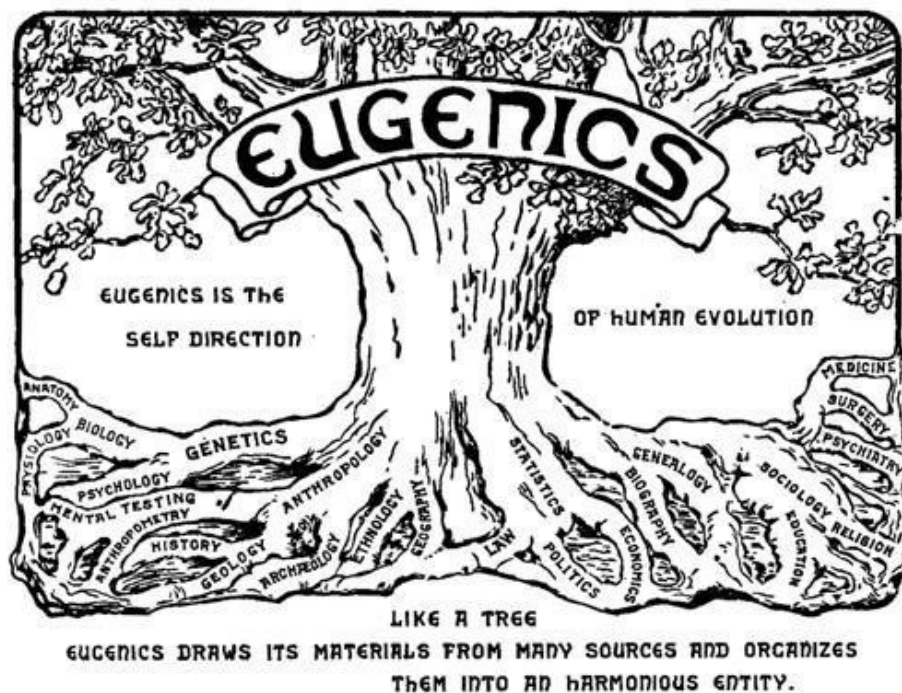 EUGENICS
EUGENICS IS THE
SELF DIRECTION
OF HUMAN EVOLUTION
ANATOMY
BIOLOGY
PHYSIOLOGY
GENETICS
PSYCHOLOGY
MENTAL TESTING
ANTHROPOMETRY
HISTORY
ANTHROPOLOGY
GEOLOGY
ARCHÆOLOGY
ETHNOLOGY
GEOGRAPHY
LAW
STATISTICS
POLITICS
ECONOMICS
BIOGRAPHY
GENEALOGY
EDUCATION
SOCIOLOGY
RELIGION
PSYCHIATRY
SURGERY
MEDICINE
LIKE A TREE
EUGENICS DRAWS ITS MATERIALS FROM MANY SOURCES AND ORGANIZES
THEM INTO AN HARMONIOUS ENTITY.